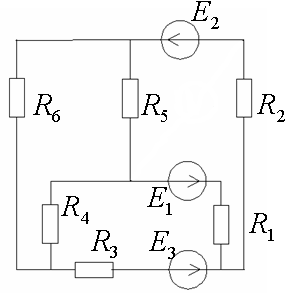 E₂
R₆ R₅ R₂
R₄ E₁ R₁
R₃ E₃